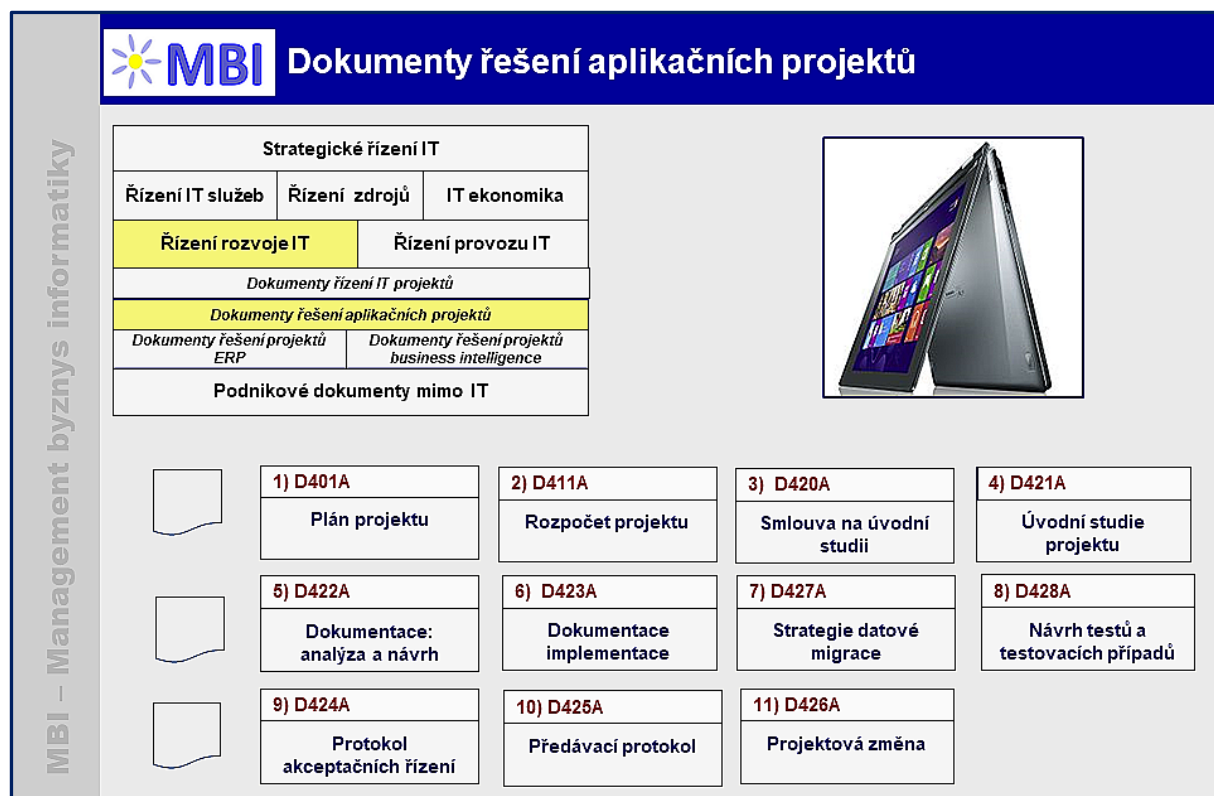 MBI
Dokumenty řešení aplikačních projektů
MBI – Management byznys informatiky
Strategické řízení IT
Řízení IT služeb
Řízení zdrojů
IT ekonomika
Řízení rozvoje IT
Řízení provozu IT
Dokumenty řízení IT projektů
Dokumenty řešení aplikačních projektů
Dokumenty řešení projektů
ERP
Dokumenty řešení projektů
business intelligence
Podnikové dokumenty mimo IT
1) D401A
Plán projektu
2) D411A
Rozpočet projektu
3) D420A
Smlouva na úvodní
studii
4) D421A
Úvodní studie
projektu
5) D422A
Dokumentace:
analýza a návrh
6) D423A
Dokumentace
implementace
7) D427A
Strategie datové
migrace
8) D428A
Návrh testů a
testovacích případů
9) D424A
Protokol
akceptačních řízení
10) D425A
Předávací protokol
11) D426A
Projektová změna